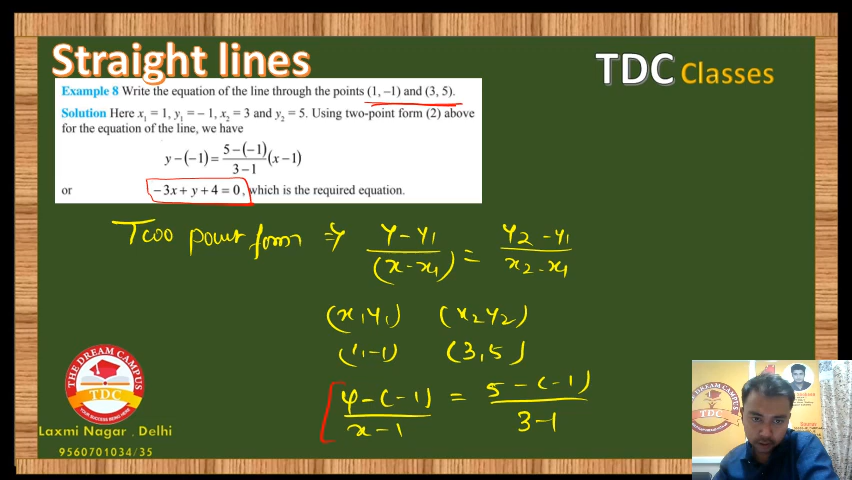 Straight lines
TDC Classes
Example 8 Write the equation of the line through the points (1, –1) and (3, 5).
Solution Here x₁ = 1, y₁ = – 1, x₂ = 3 and y₂ = 5. Using two-point form (2) above
for the equation of the line, we have
y – (–1) = (5 – (–1))/(3 – 1) (x – 1)
or –3x + y + 4 = 0, which is the required equation.
Two point form ⇒ (y – y₁)/(x – x₁) = (y₂ – y₁)/(x₂ – x₁)
(x₁ y₁) (x₂ y₂)
(1, –1) (3, 5)
(y – (–1))/(x – 1) = (5 – (–1))/(3 – 1)
THE DREAM CAMPUS
TDC
YOUR SUCCESS BEING HERE
Laxmi Nagar , Delhi
9560701034/35